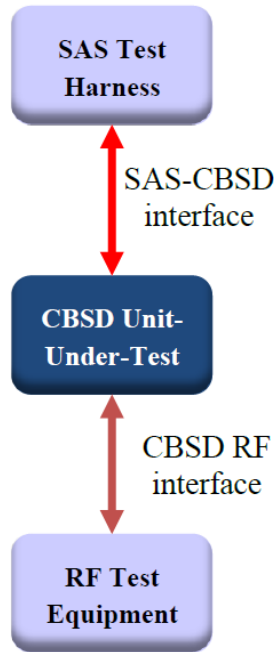 SAS Test
Harness
SAS-CBSD
interface
CBSD Unit-
Under-Test
CBSD RF
interface
RF Test
Equipment